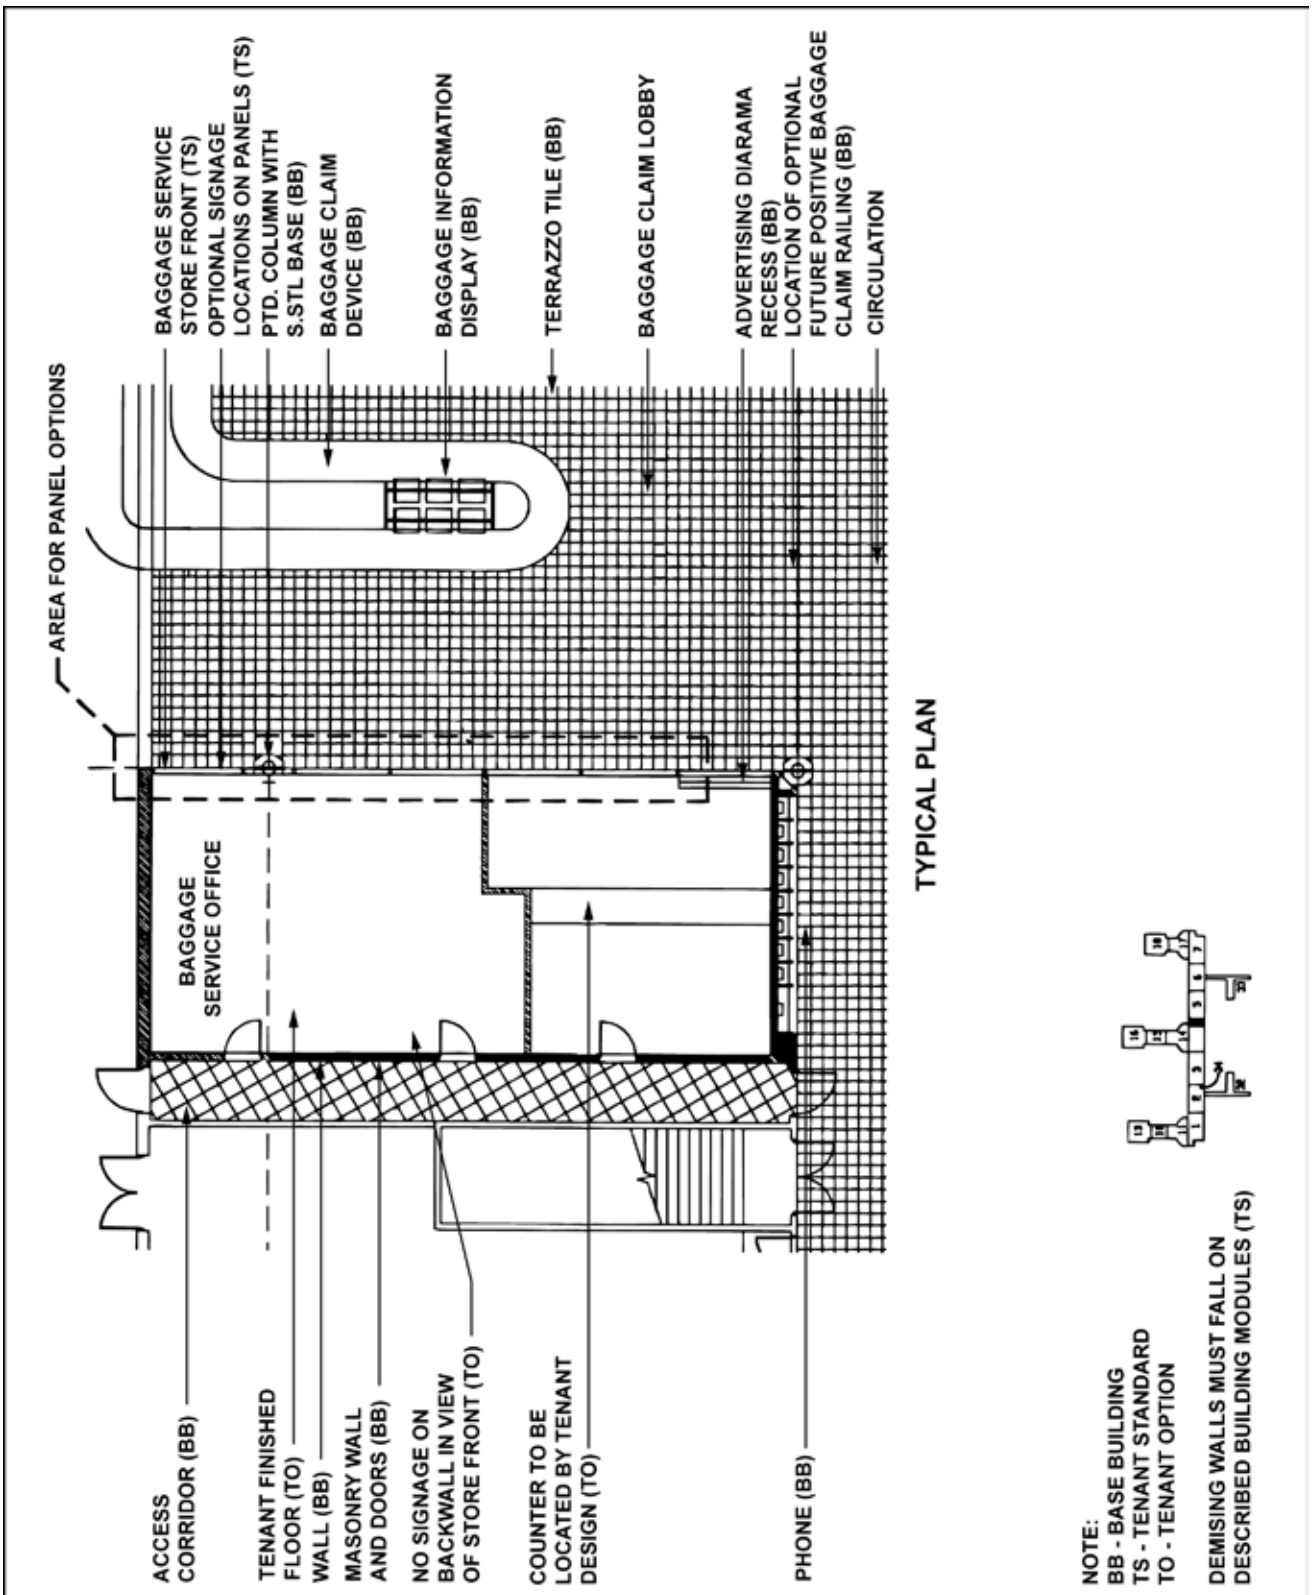 AREA FOR PANEL OPTIONS
BAGGAGE SERVICE
STORE FRONT (TS)
OPTIONAL SIGNAGE
LOCATIONS ON PANELS (TS)
PTD. COLUMN WITH
S.STL BASE (BB)
BAGGAGE CLAIM
DEVICE (BB)
BAGGAGE INFORMATION
DISPLAY (BB)
TERRAZZO TILE (BB)
BAGGAGE CLAIM LOBBY
ADVERTISING DIARAMA
RECESS (BB)
LOCATION OF OPTIONAL
FUTURE POSITIVE BAGGAGE
CLAIM RAILING (BB)
CIRCULATION
BAGGAGE
SERVICE OFFICE
ACCESS
CORRIDOR (BB)
TENANT FINISHED
FLOOR (TO)
WALL (BB)
MASONRY WALL
AND DOORS (BB)
NO SIGNAGE ON
BACKWALL IN VIEW
OF STORE FRONT (TO)
COUNTER TO BE
LOCATED BY TENANT
DESIGN (TO)
PHONE (BB)
TYPICAL PLAN
NOTE:
BB - BASE BUILDING
TS - TENANT STANDARD
TO - TENANT OPTION
DEMISING WALLS MUST FALL ON
DESCRIBED BUILDING MODULES (TS)